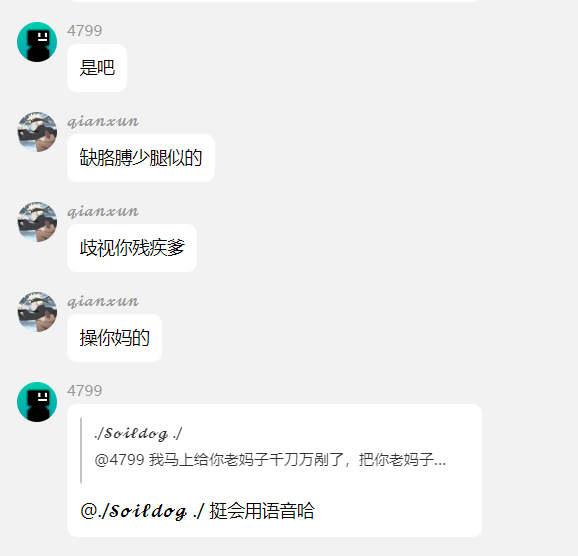 4799
是吧
qianxun
缺胳膊少腿似的
qianxun
歧视你残疾爹
qianxun
操你妈的
4799
./Soildog ./
@4799 我马上给你老妈子千刀万剐了，把你老妈子...
@./Soildog ./ 挺会用语音哈